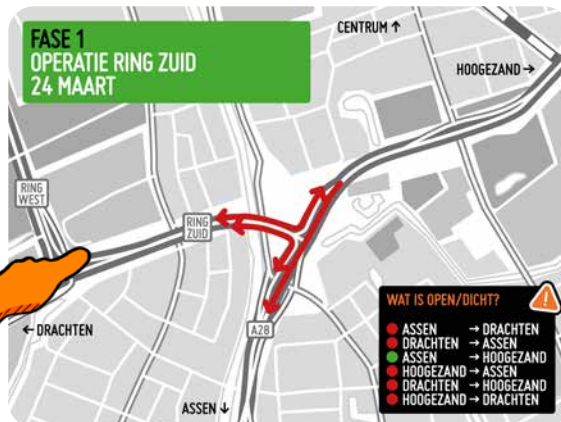 FASE 1
OPERATIE RING ZUID
24 MAART
CENTRUM ↑
HOOGEZAND →
RING
WEST
RING
ZUID
← DRACHTEN
A28
ASSEN ↓
WAT IS OPEN/DICHT?
ASSEN → DRACHTEN
DRACHTEN → ASSEN
ASSEN → HOOGEZAND
HOOGEZAND → ASSEN
DRACHTEN → HOOGEZAND
HOOGEZAND → DRACHTEN